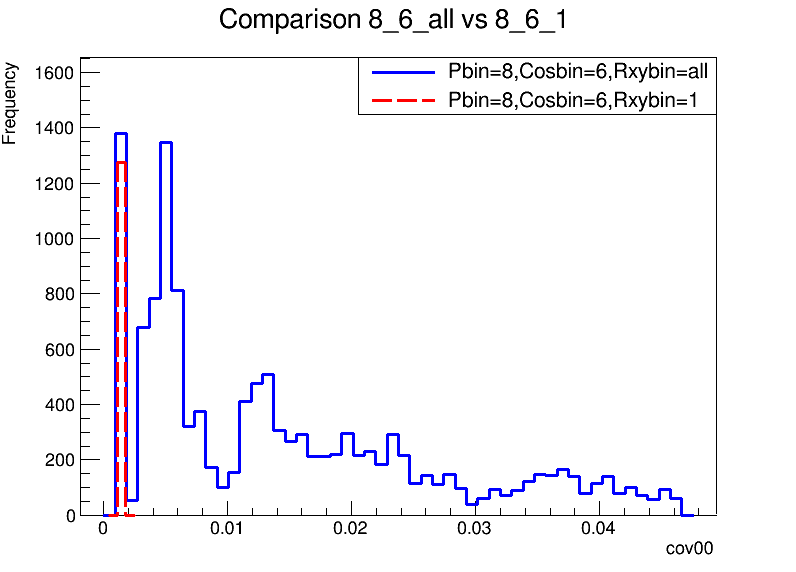 Comparison 8_6_all vs 8_6_1
Frequency
Pbin=8,Cosbin=6,Rxybin=all
Pbin=8,Cosbin=6,Rxybin=1
1600
1400
1200
1000
800
600
400
200
0
0 0.01 0.02 0.03 0.04
cov00